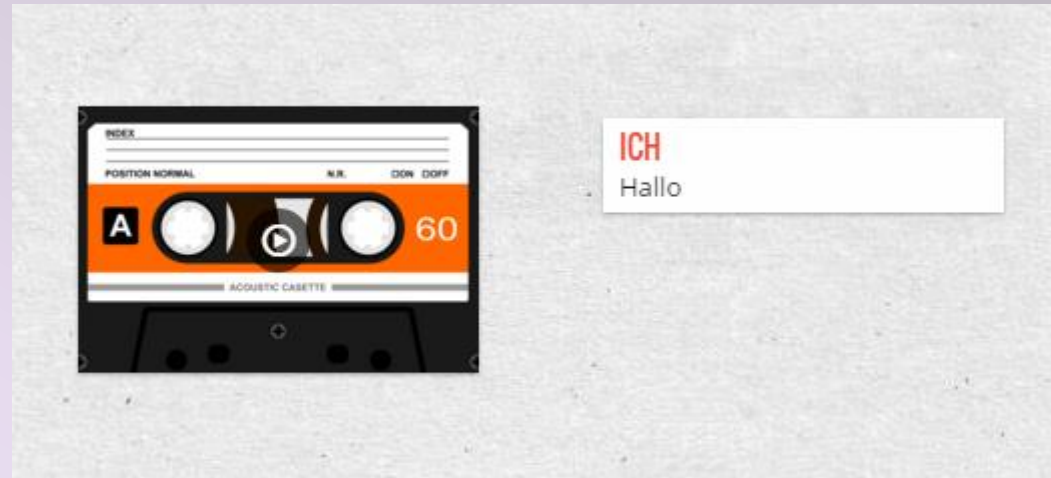 INDEX
POSITION NORMAL N.R. □ON □OFF
A 60
ACOUSTIC CASETTE
ICH
Hallo